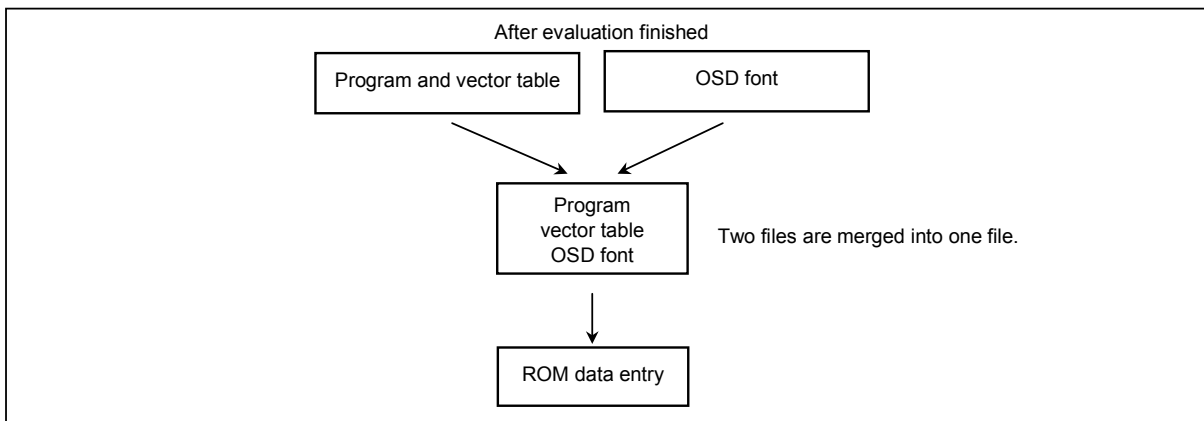 After evaluation finished
Program and vector table
OSD font
Program
vector table
OSD font
Two files are merged into one file.
ROM data entry